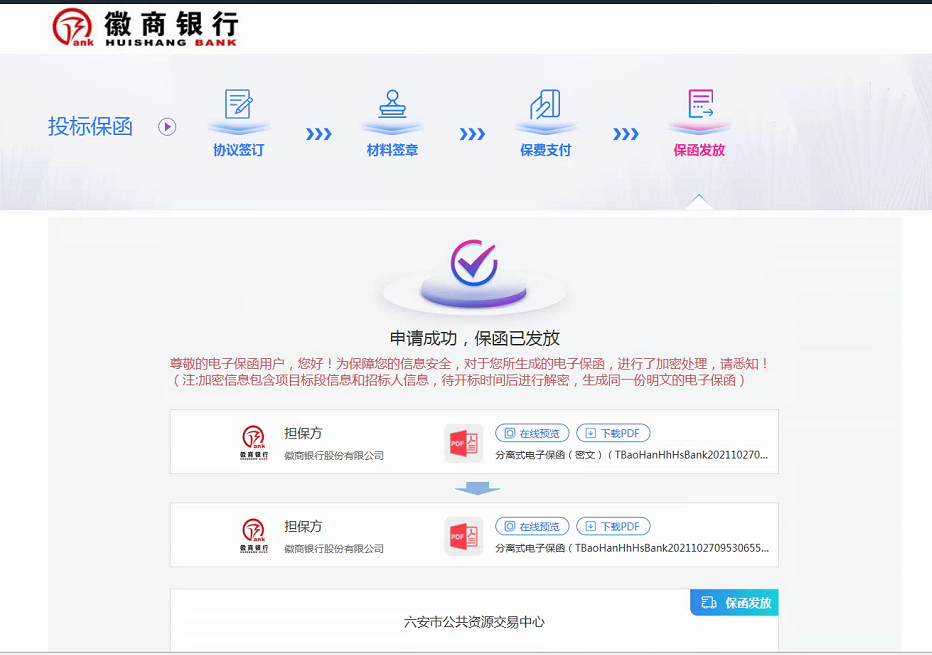 徽商银行
HUISHANG BANK
投标保函
协议签订
材料签章
保费支付
保函发放
申请成功，保函已发放
尊敬的电子保函用户，您好！为保障您的信息安全，对于您所生成的电子保函，进行了加密处理，请悉知！
（注:加密信息包含项目标段信息和招标人信息，待开标时间后进行解密，生成同一份明文的电子保函）
担保方
徽商银行股份有限公司
在线预览
下载PDF
分离式电子保函（密文）（TBaoHanHhHsBank202110270...
担保方
徽商银行股份有限公司
在线预览
下载PDF
分离式电子保函（TBaoHanHhHsBank2021102709530655...
保函发放
六安市公共资源交易中心